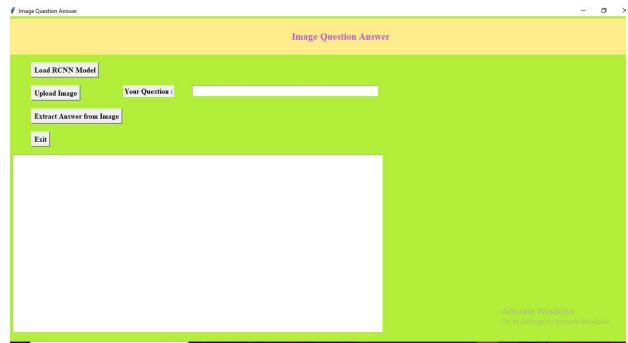 Image Question Answer
Image Question Answer
Load RCNN Model
Upload Image
Your Question :
Extract Answer from Image
Exit
Activate Windows
Go to Settings to activate Windows.